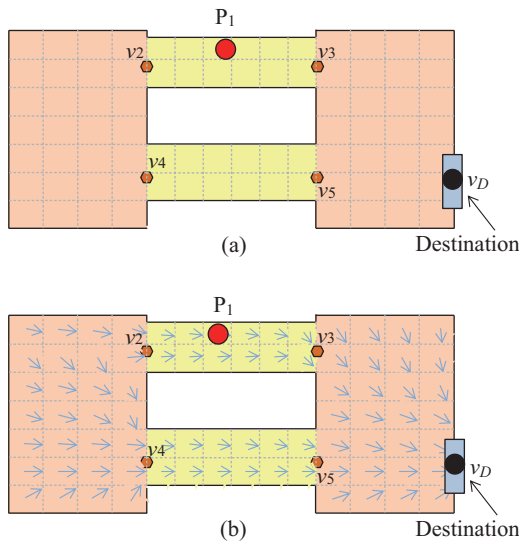 P1
v2
v3
v4
v5
vD
Destination
(a)
P1
v2
v3
v4
v5
vD
Destination
(b)